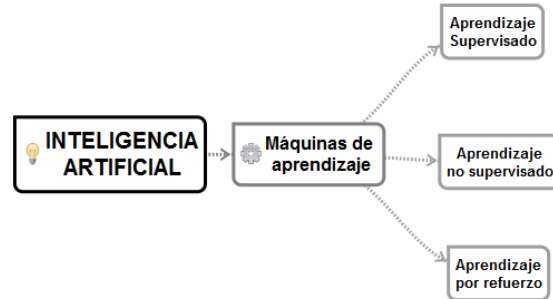 Aprendizaje
Supervisado
INTELIGENCIA
ARTIFICIAL
Máquinas de
aprendizaje
Aprendizaje
no supervisado
Aprendizaje
por refuerzo